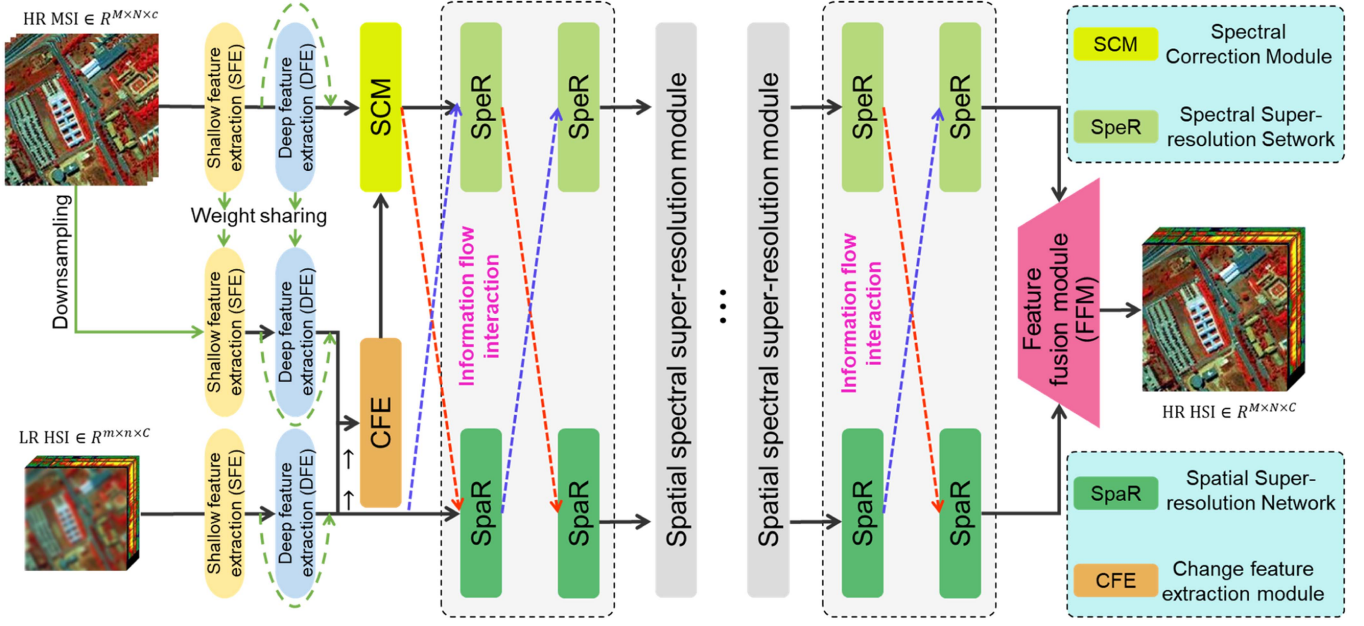 HR MSI ∈ R^{M×N×c}
Downsampling
LR HSI ∈ R^{m×n×C}
Shallow feature
extraction (SFE)
Deep feature
extraction (DFE)
Weight sharing
Shallow feature
extraction (SFE)
Deep feature
extraction (DFE)
Shallow feature
extraction (SFE)
Deep feature
extraction (DFE)
SCM
CFE
SpeR
SpeR
Information flow
interaction
SpaR
SpaR
Spatial spectral super-resolution module
...
Spatial spectral super-resolution module
SpeR
SpeR
Information flow
interaction
SpaR
SpaR
Feature
fusion module
(FFM)
HR HSI ∈ R^{M×N×C}
SCM
Spectral
Correction Module
SpeR
Spectral Super-
resolution Setwork
SpaR
Spatial Super-
resolution Network
CFE
Change feature
extraction module